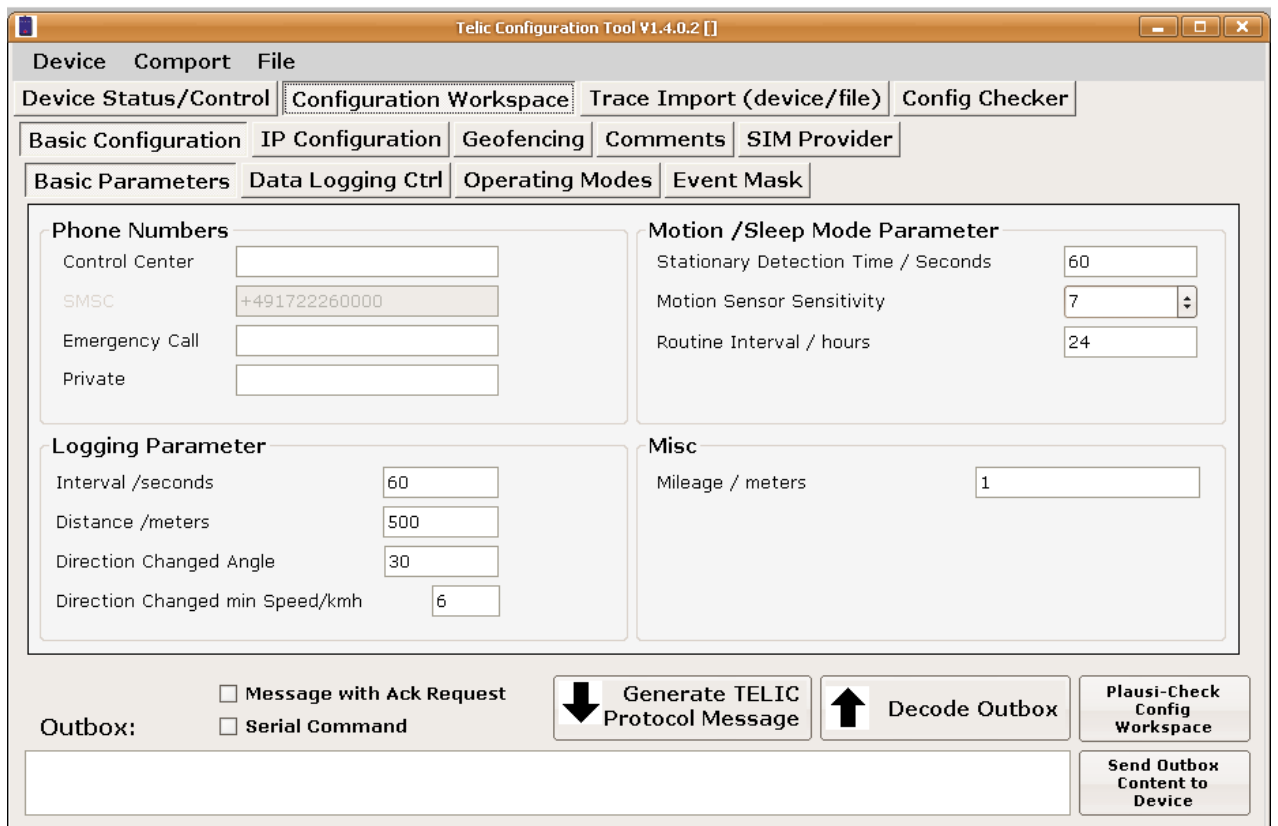 Telic Configuration Tool V1.4.0.2 []
Device Comport File
Device Status/Control Configuration Workspace Trace Import (device/file) Config Checker
Basic Configuration IP Configuration Geofencing Comments SIM Provider
Basic Parameters Data Logging Ctrl Operating Modes Event Mask
Phone Numbers
Control Center
SMSC +491722260000
Emergency Call
Private
Motion /Sleep Mode Parameter
Stationary Detection Time / Seconds 60
Motion Sensor Sensitivity 7
Routine Interval / hours 24
Logging Parameter
Interval /seconds 60
Distance /meters 500
Direction Changed Angle 30
Direction Changed min Speed/kmh 6
Misc
Mileage / meters 1
Outbox:
Message with Ack Request
Serial Command
Generate TELIC
Protocol Message
Decode Outbox
Plausi-Check
Config
Workspace
Send Outbox
Content to
Device